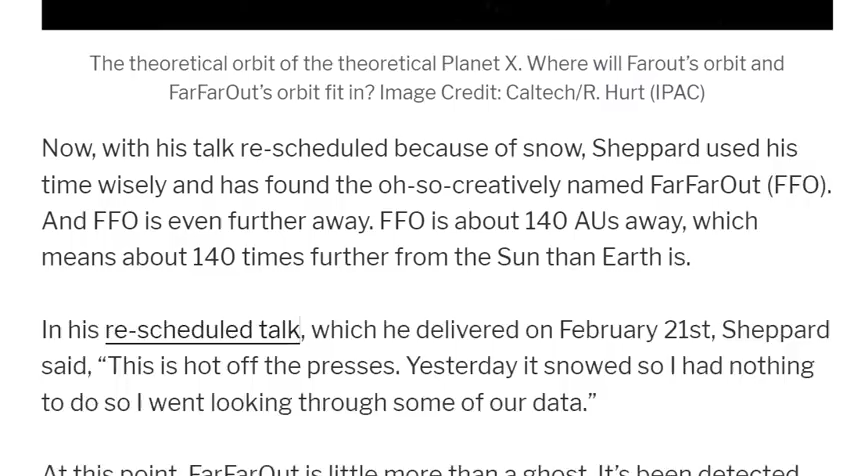 The theoretical orbit of the theoretical Planet X. Where will Farout's orbit and
FarFarOut's orbit fit in? Image Credit: Caltech/R. Hurt (IPAC)
Now, with his talk re-scheduled because of snow, Sheppard used his
time wisely and has found the oh-so-creatively named FarFarOut (FFO).
And FFO is even further away. FFO is about 140 AUs away, which
means about 140 times further from the Sun than Earth is.
In his re-scheduled talk, which he delivered on February 21st, Sheppard
said, “This is hot off the presses. Yesterday it snowed so I had nothing
to do so I went looking through some of our data.”
At this point, FarFarOut is little more than a ghost. It's been detected